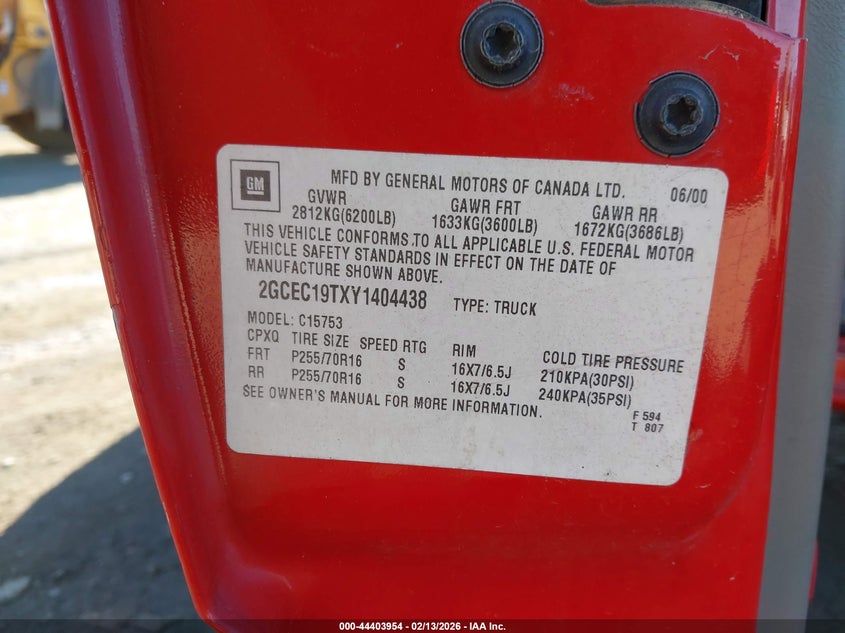 GM
MFD BY GENERAL MOTORS OF CANADA LTD. 06/00
GVWR GAWR FRT GAWR RR
2812KG(6200LB) 1633KG(3600LB) 1672KG(3686LB)
THIS VEHICLE CONFORMS TO ALL APPLICABLE U.S. FEDERAL MOTOR
VEHICLE SAFETY STANDARDS IN EFFECT ON THE DATE OF
MANUFACTURE SHOWN ABOVE.
2GCEC19TXY1404438 TYPE: TRUCK
MODEL: C15753
CPXQ TIRE SIZE SPEED RTG RIM COLD TIRE PRESSURE
FRT P255/70R16 S 16X7/6.5J 210KPA(30PSI)
RR P255/70R16 S 16X7/6.5J 240KPA(35PSI)
SEE OWNER'S MANUAL FOR MORE INFORMATION.
F 594
T 807
000-44403954 - 02/13/2026 - IAA Inc.